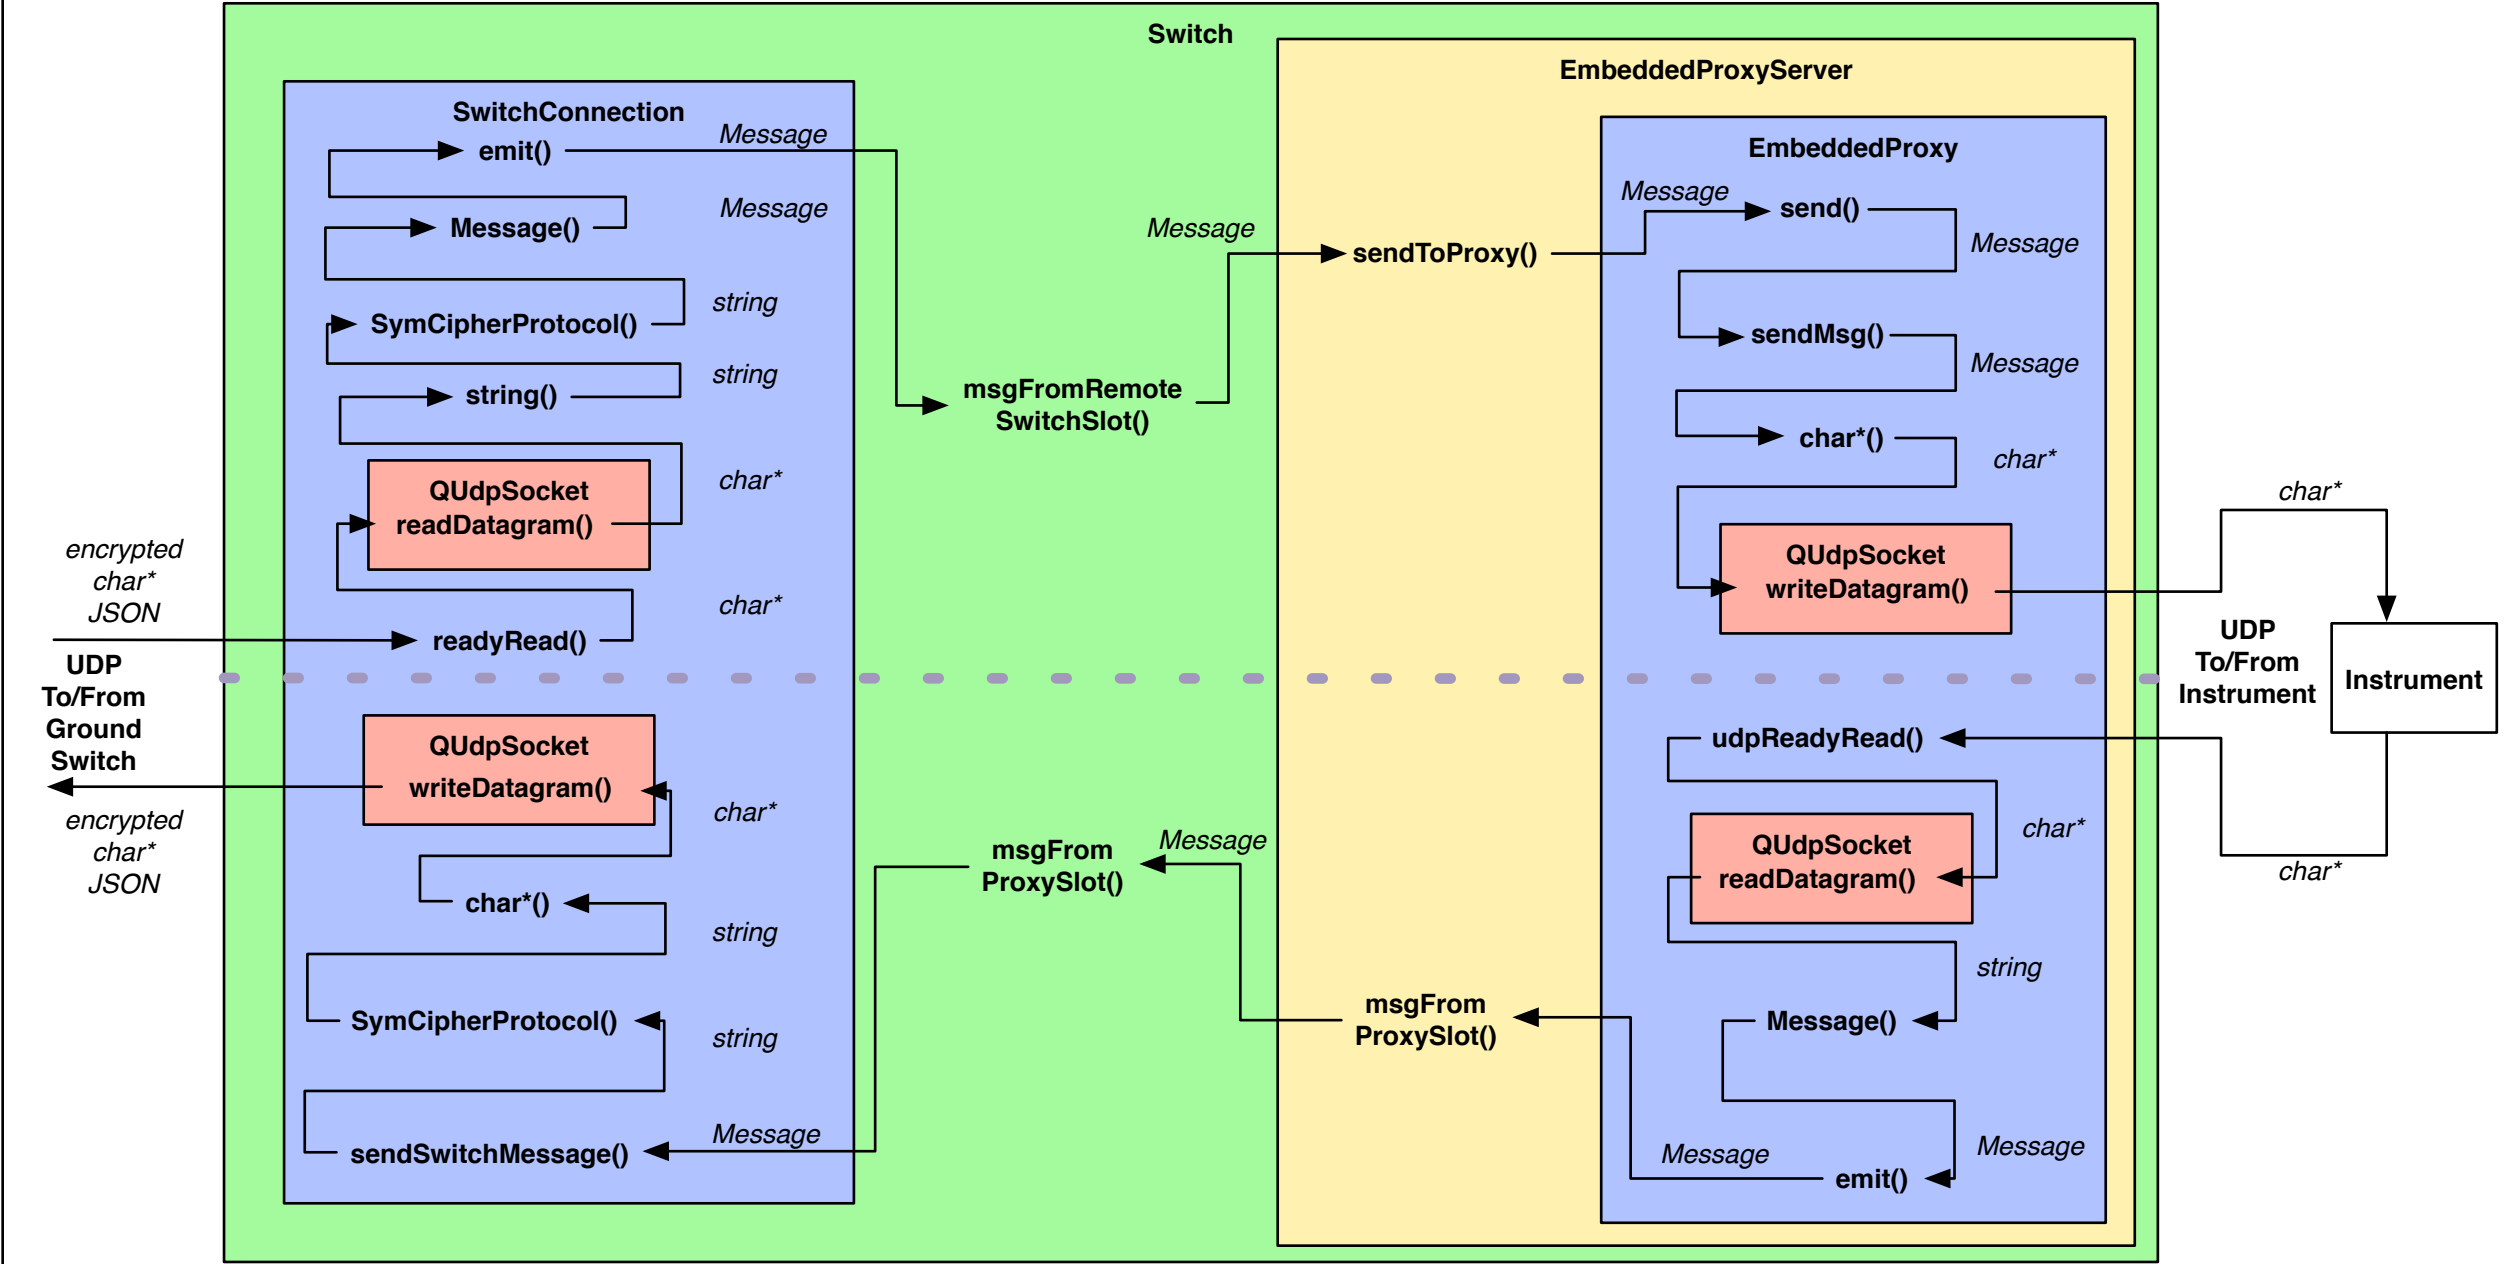 Switch
EmbeddedProxyServer
SwitchConnection
emit()
Message
Message()
Message
string
SymCipherProtocol()
string
string()
char*
QUdpSocket
readDatagram()
char*
readyRead()
encrypted
char*
JSON
UDP
To/From
Ground
Switch
encrypted
char*
JSON
QUdpSocket
writeDatagram()
char*
char*()
string
SymCipherProtocol()
string
sendSwitchMessage()
Message
msgFromRemote
SwitchSlot()
Message
sendToProxy()
msgFrom
ProxySlot()
Message
msgFrom
ProxySlot()
EmbeddedProxy
Message
send()
Message
sendMsg()
Message
char*()
char*
QUdpSocket
writeDatagram()
udpReadyRead()
char*
QUdpSocket
readDatagram()
string
Message()
Message
Message
emit()
char*
UDP
To/From
Instrument
Instrument
char*